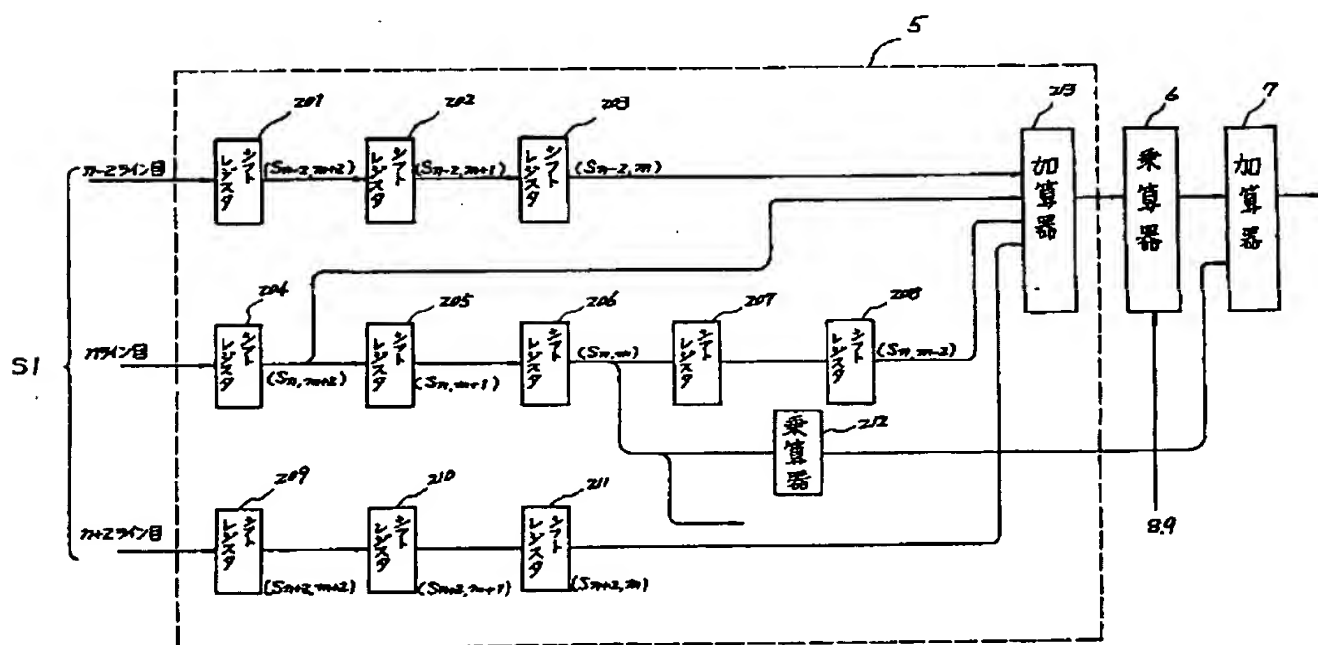 5
201
202
203
213
6
7
n-2ライン目
シフトレジスタ
(Sn-2,m+2)
シフトレジスタ
(Sn-2,m+1)
シフトレジスタ
(Sn-2,m)
加算器
乗算器
加算器
204
205
206
207
208
S1
nライン目
シフトレジスタ
(Sn,m+2)
シフトレジスタ
(Sn,m+1)
シフトレジスタ
(Sn,m)
シフトレジスタ
シフトレジスタ
(Sn,m-2)
212
乗算器
209
210
211
n+2ライン目
シフトレジスタ
(Sn+2,m+2)
シフトレジスタ
(Sn+2,m+1)
シフトレジスタ
(Sn+2,m)
8.9